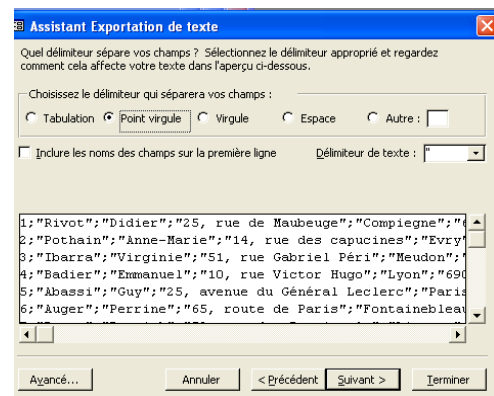 Assistant Exportation de texte
Quel délimiteur sépare vos champs ? Sélectionnez le délimiteur approprié et regardez
comment cela affecte votre texte dans l'aperçu ci-dessous.
Choisissez le délimiteur qui séparera vos champs :
Tabulation Point virgule Virgule Espace Autre :
Inclure les noms des champs sur la première ligne Délimiteur de texte : "
1;"Rivot";"Didier";"25, rue de Maubeuge";"Compiegne";"6
2;"Pothain";"Anne-Marie";"14, rue des capucines";"Evry"
3;"Ibarra";"Virginie";"51, rue Gabriel Péri";"Meudon";"
4;"Badier";"Emmanuel";"10, rue Victor Hugo";"Lyon";"690
5;"Abassi";"Guy";"25, avenue du Général Leclerc";"Paris
6;"Auger";"Perrine";"65, route de Paris";"Fontainebleau
Avancé... Annuler < Précédent Suivant > Terminer